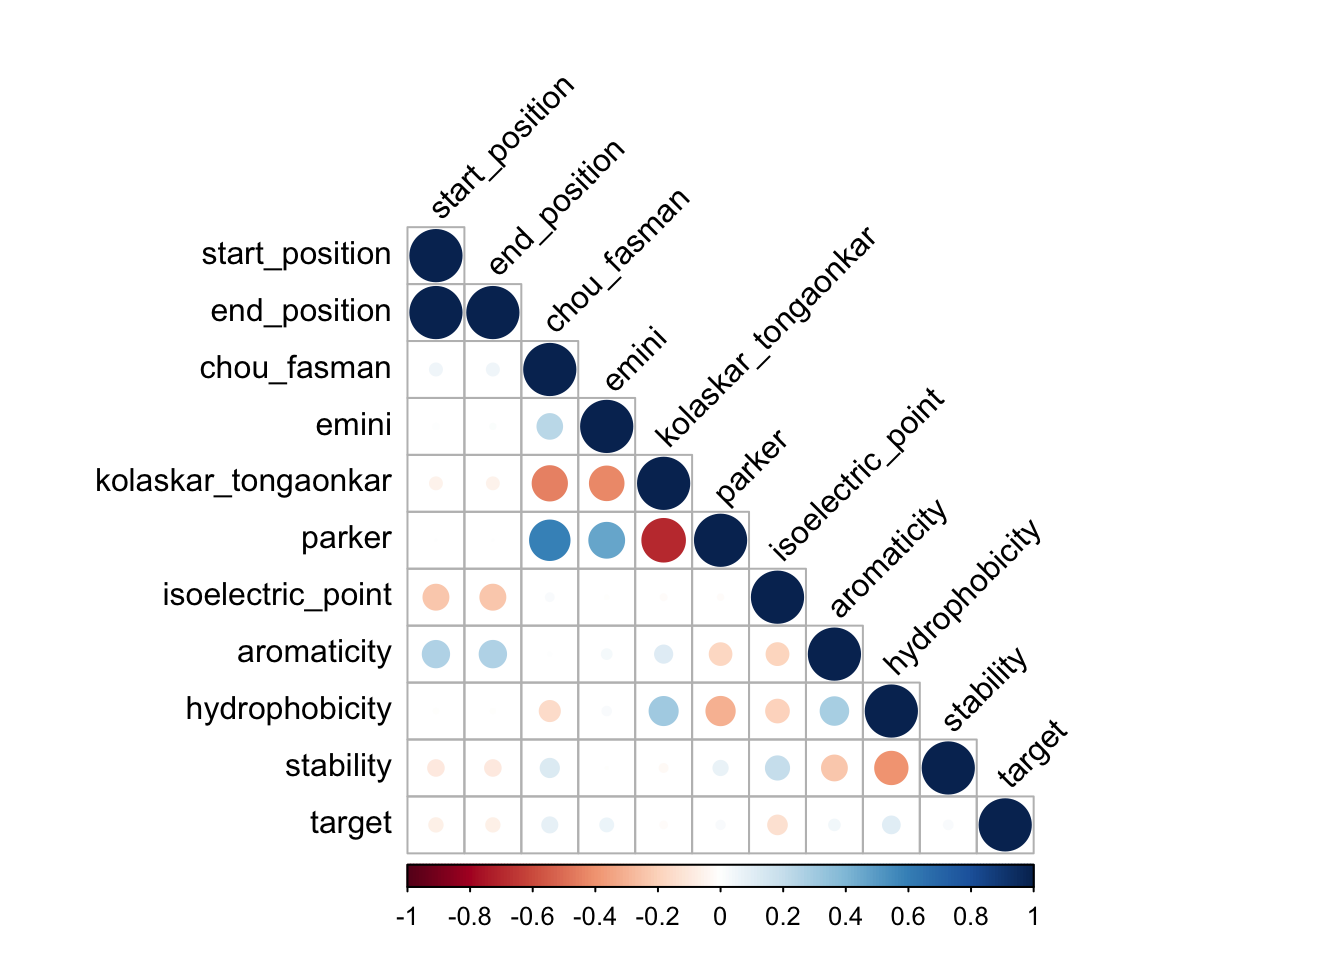 start_position
end_position
chou_fasman
emini
kolaskar_tongaonkar
parker
isoelectric_point
aromaticity
hydrophobicity
stability
target
start_position
end_position
chou_fasman
emini
kolaskar_tongaonkar
parker
isoelectric_point
aromaticity
hydrophobicity
stability
target
-1 -0.8 -0.6 -0.4 -0.2 0 0.2 0.4 0.6 0.8 1